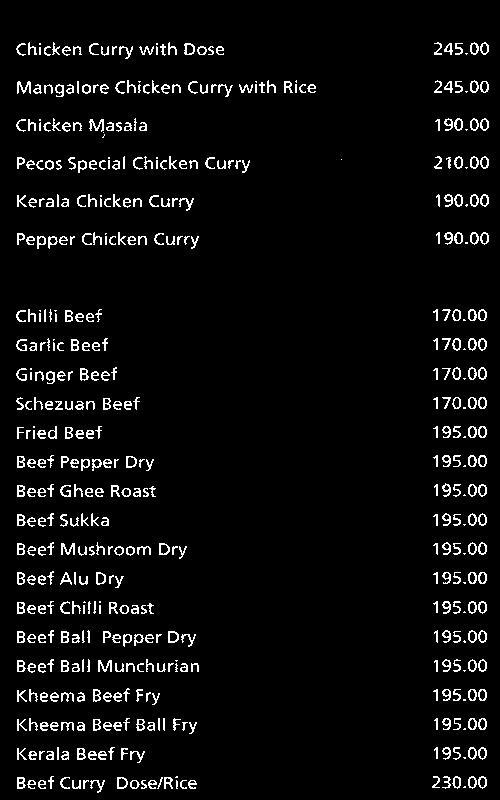 Chicken Curry with Dose 245.00
Mangalore Chicken Curry with Rice 245.00
Chicken Masala 190.00
Pecos Special Chicken Curry 210.00
Kerala Chicken Curry 190.00
Pepper Chicken Curry 190.00
Chilli Beef 170.00
Garlic Beef 170.00
Ginger Beef 170.00
Schezuan Beef 170.00
Fried Beef 195.00
Beef Pepper Dry 195.00
Beef Ghee Roast 195.00
Beef Sukka 195.00
Beef Mushroom Dry 195.00
Beef Alu Dry 195.00
Beef Chilli Roast 195.00
Beef Ball Pepper Dry 195.00
Beef Ball Munchurian 195.00
Kheema Beef Fry 195.00
Kheema Beef Ball Fry 195.00
Kerala Beef Fry 195.00
Beef Curry Dose/Rice 230.00